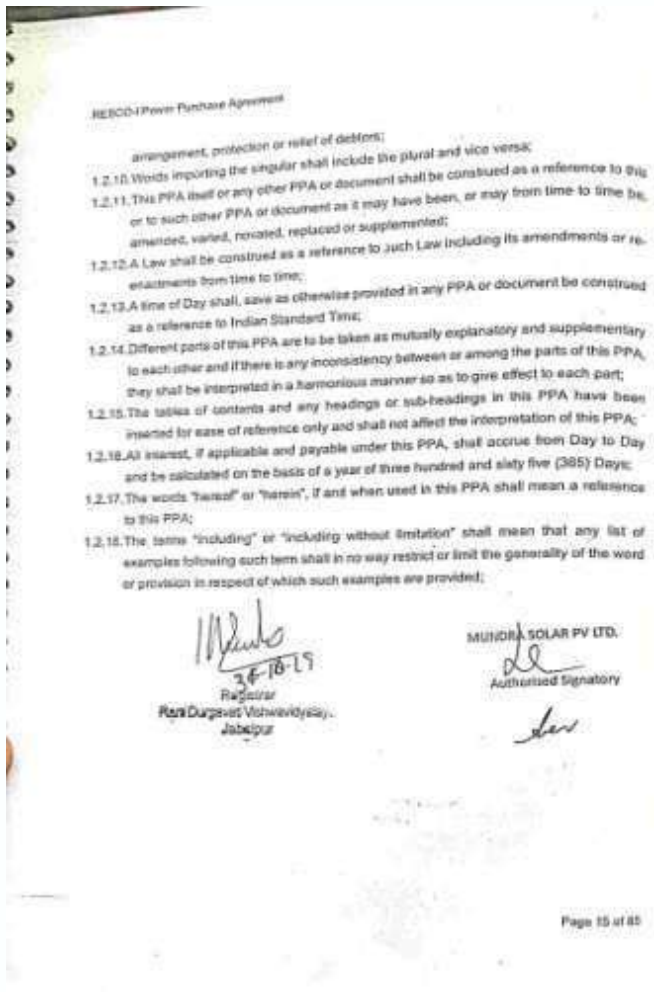 RESCO-I Power Purchase Agreement
arrangement, protection or relief of debtors;
1.2.10. Words importing the singular shall include the plural and vice versa;
1.2.11. This PPA itself or any other PPA or document shall be construed as a reference to this
or to such other PPA or document as it may have been, or may from time to time be,
amended, varied, novated, replaced or supplemented;
1.2.12. A Law shall be construed as a reference to such Law including its amendments or re-
enactments from time to time;
1.2.13. A time of Day shall, save as otherwise provided in any PPA or document be construed
as a reference to Indian Standard Time;
1.2.14. Different parts of this PPA are to be taken as mutually explanatory and supplementary
to each other and if there is any inconsistency between or among the parts of this PPA,
they shall be interpreted in a harmonious manner so as to give effect to each part;
1.2.15. The tables of contents and any headings or sub-headings in this PPA have been
inserted for ease of reference only and shall not affect the interpretation of this PPA;
1.2.16. All interest, if applicable and payable under this PPA, shall accrue from Day to Day
and be calculated on the basis of a year of three hundred and sixty five (365) Days;
1.2.17. The words "hereof" or "herein", if and when used in this PPA shall mean a reference
to this PPA;
1.2.18. The terms "including" or "including without limitation" shall mean that any list of
examples following such term shall in no way restrict or limit the generality of the word
or provision in respect of which such examples are provided;
MUNDRA SOLAR PV LTD.
Authorised Signatory
Registrar
Rani Durgavati Vishwavidyalay,
Jabalpur
Page 15 of 85